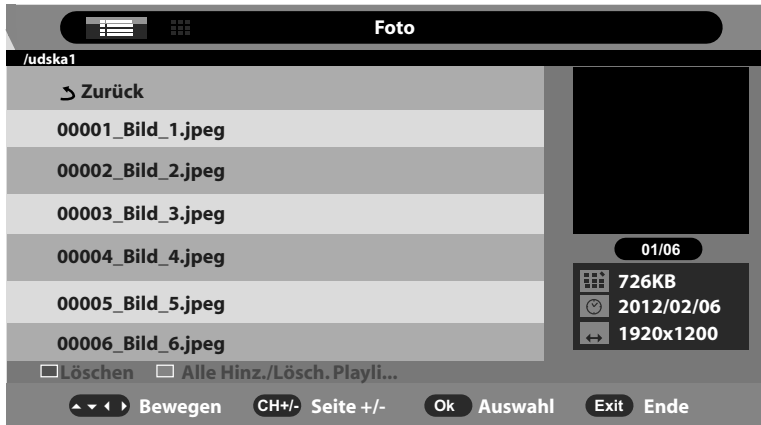 Foto
/udska1
Zurück
00001_Bild_1.jpeg
00002_Bild_2.jpeg
00003_Bild_3.jpeg
00004_Bild_4.jpeg
00005_Bild_5.jpeg
00006_Bild_6.jpeg
01/06
726KB
2012/02/06
1920x1200
Löschen Alle Hinz./Lösch. Playli...
Bewegen CH+/- Seite +/- Ok Auswahl Exit Ende